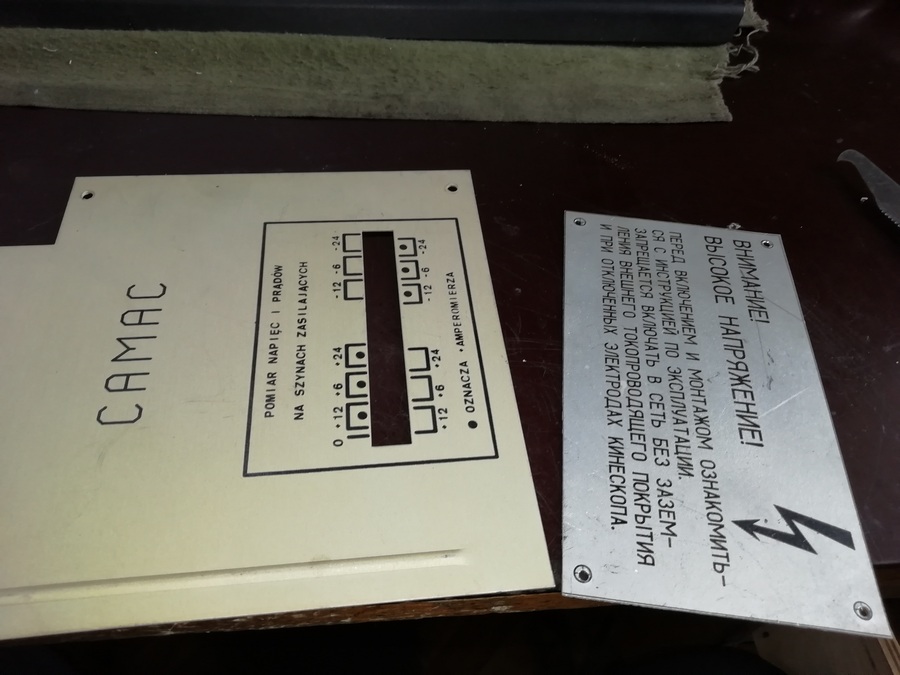 CAMAC
POMIAR NAPIĘC I PRĄDOW
NA SZYNACH ZASILAJĄCYCH
0 +12 +6 +24 -12 -6 -24
+12 +6 +24 -12 -6 -24
● OZNACZA +AMPEROMIERZA
ВНИМАНИЕ!
ВЫСОКОЕ НАПРЯЖЕНИЕ!
ПЕРЕД ВКЛЮЧЕНИЕМ И МОНТАЖОМ ОЗНАКОМИТЬ-
СЯ С ИНСТРУКЦИЕЙ ПО ЭКСПЛУАТАЦИИ.
ЗАПРЕЩАЕТСЯ ВКЛЮЧАТЬ В СЕТЬ БЕЗ ЗАЗЕМ-
ЛЕНИЯ ВНЕШНЕГО ТОКОПРОВОДЯЩЕГО ПОКРЫТИЯ
И ПРИ ОТКЛЮЧЕННЫХ ЭЛЕКТРОДАХ КИНЕСКОПА.